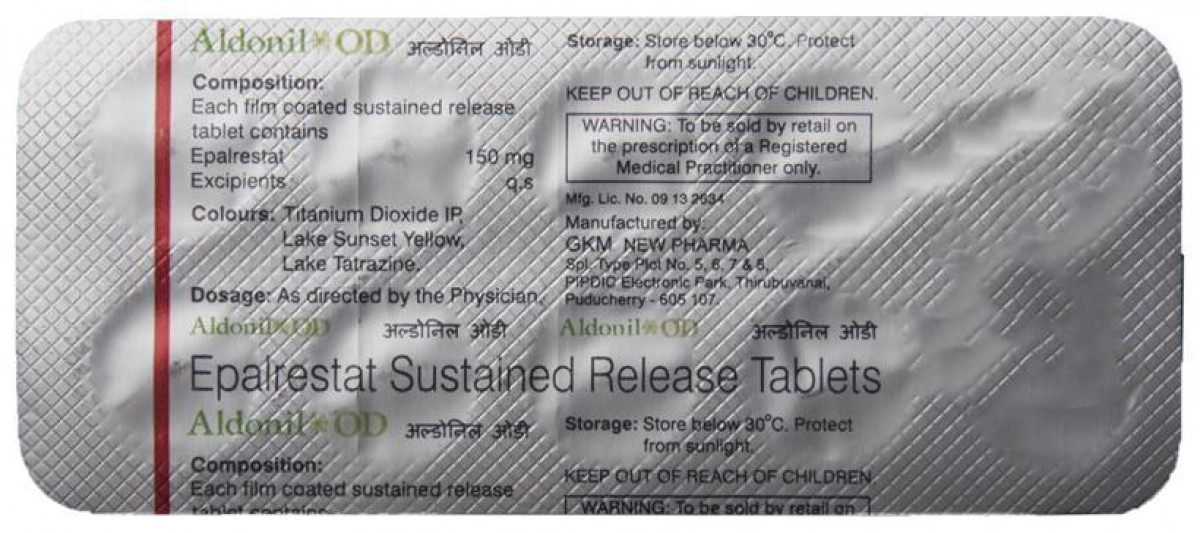 Aldonil OD अल्डोनिल ओडी
Composition:
Each film coated sustained release
tablet contains
Epalrestat 150 mg
Excipients q.s
Colours: Titanium Dioxide IP,
Lake Sunset Yellow,
Lake Tatrazine.
Dosage: As directed by the Physician.
Storage: Store below 30°C. Protect
from sunlight.
KEEP OUT OF REACH OF CHILDREN.
WARNING: To be sold by retail on
the prescription of a Registered
Medical Practitioner only.
Mfg. Lic. No. 09 13 2634
Manufactured by:
GKM NEW PHARMA
Spl. Type Plot No. 5, 6, 7 & 8,
PIPDIC Electronic Park, Thirubuvanai,
Puducherry - 605 107.
Aldonil OD अल्डोनिल ओडी Aldonil OD अल्डोनिल ओडी
Epalrestat Sustained Release Tablets
Aldonil OD अल्डोनिल ओडी
Composition:
Each film coated sustained release
tablet contains
Storage: Store below 30°C. Protect
from sunlight.
KEEP OUT OF REACH OF CHILDREN
WARNING: To be sold by retail on